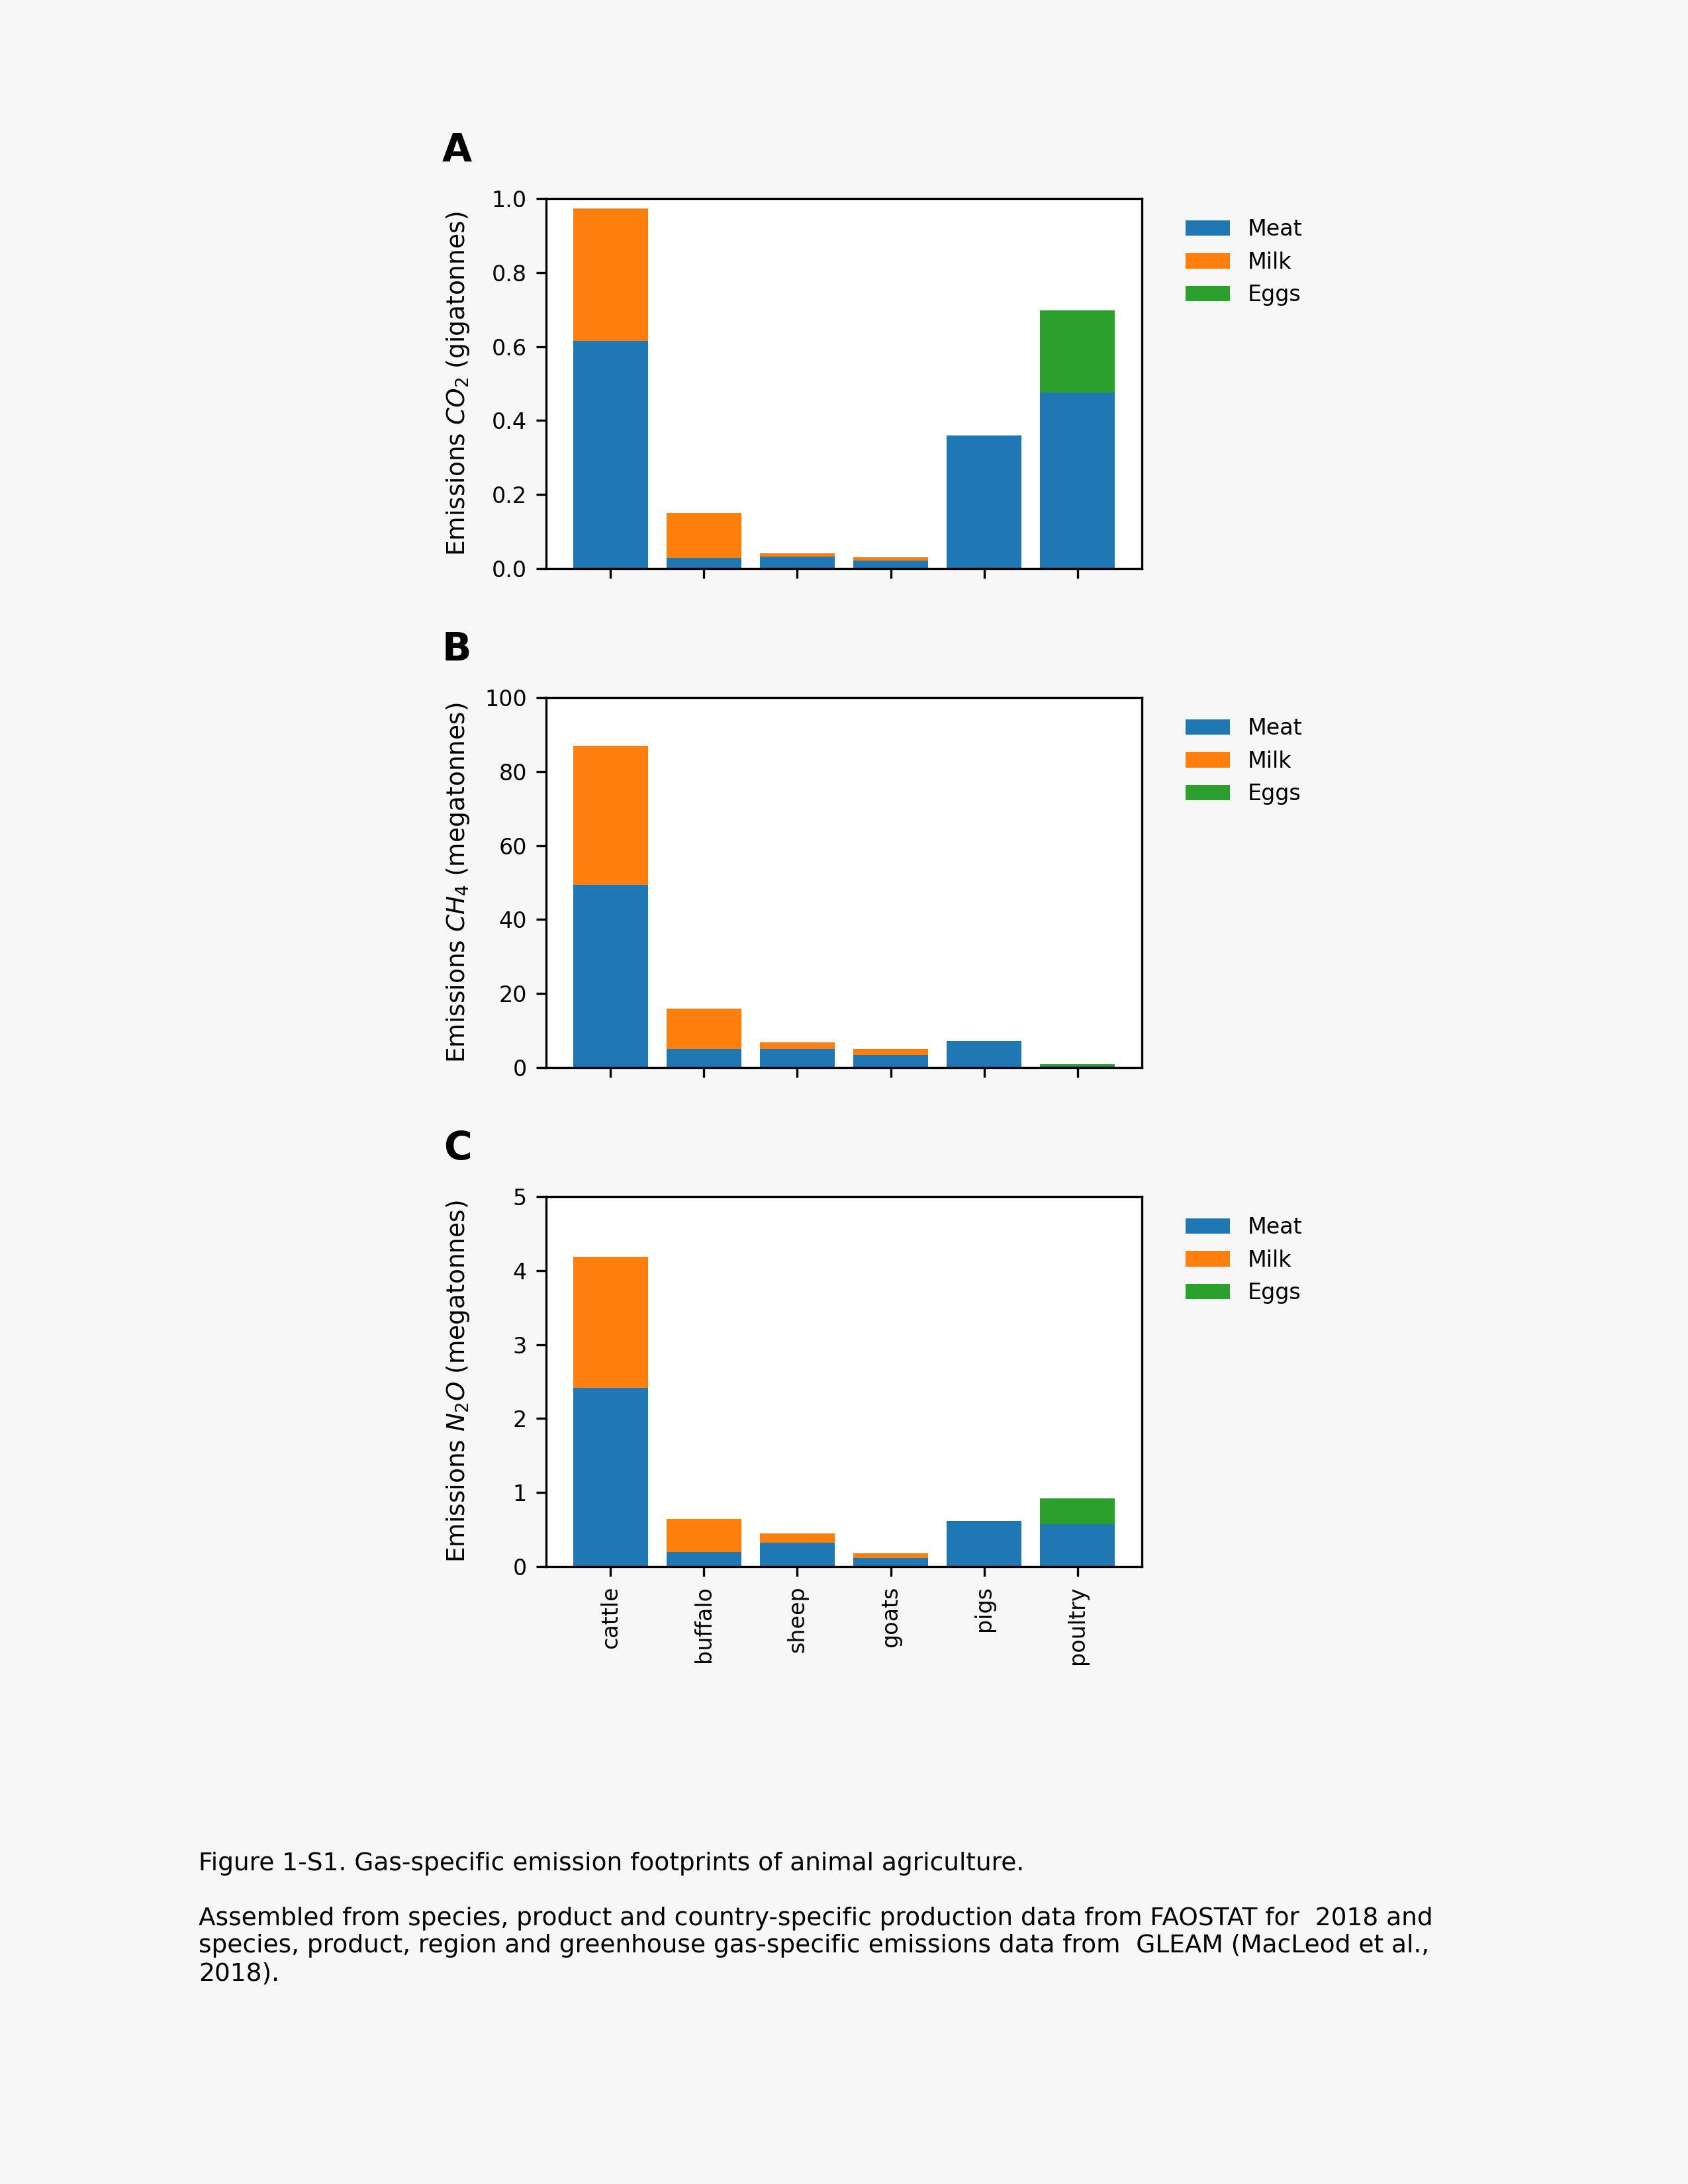 A
1.0
0.8
0.6
0.4
0.2
0.0
Emissions CO₂ (gigatonnes)
Meat
Milk
Eggs
B
100
80
60
40
20
0
Emissions CH₄ (megatonnes)
Meat
Milk
Eggs
C
5
4
3
2
1
0
Emissions N₂O (megatonnes)
Meat
Milk
Eggs
cattle
buffalo
sheep
goats
pigs
poultry
Figure 1-S1. Gas-specific emission footprints of animal agriculture.
Assembled from species, product and country-specific production data from FAOSTAT for  2018 and
species, product, region and greenhouse gas-specific emissions data from  GLEAM (MacLeod et al.,
2018).